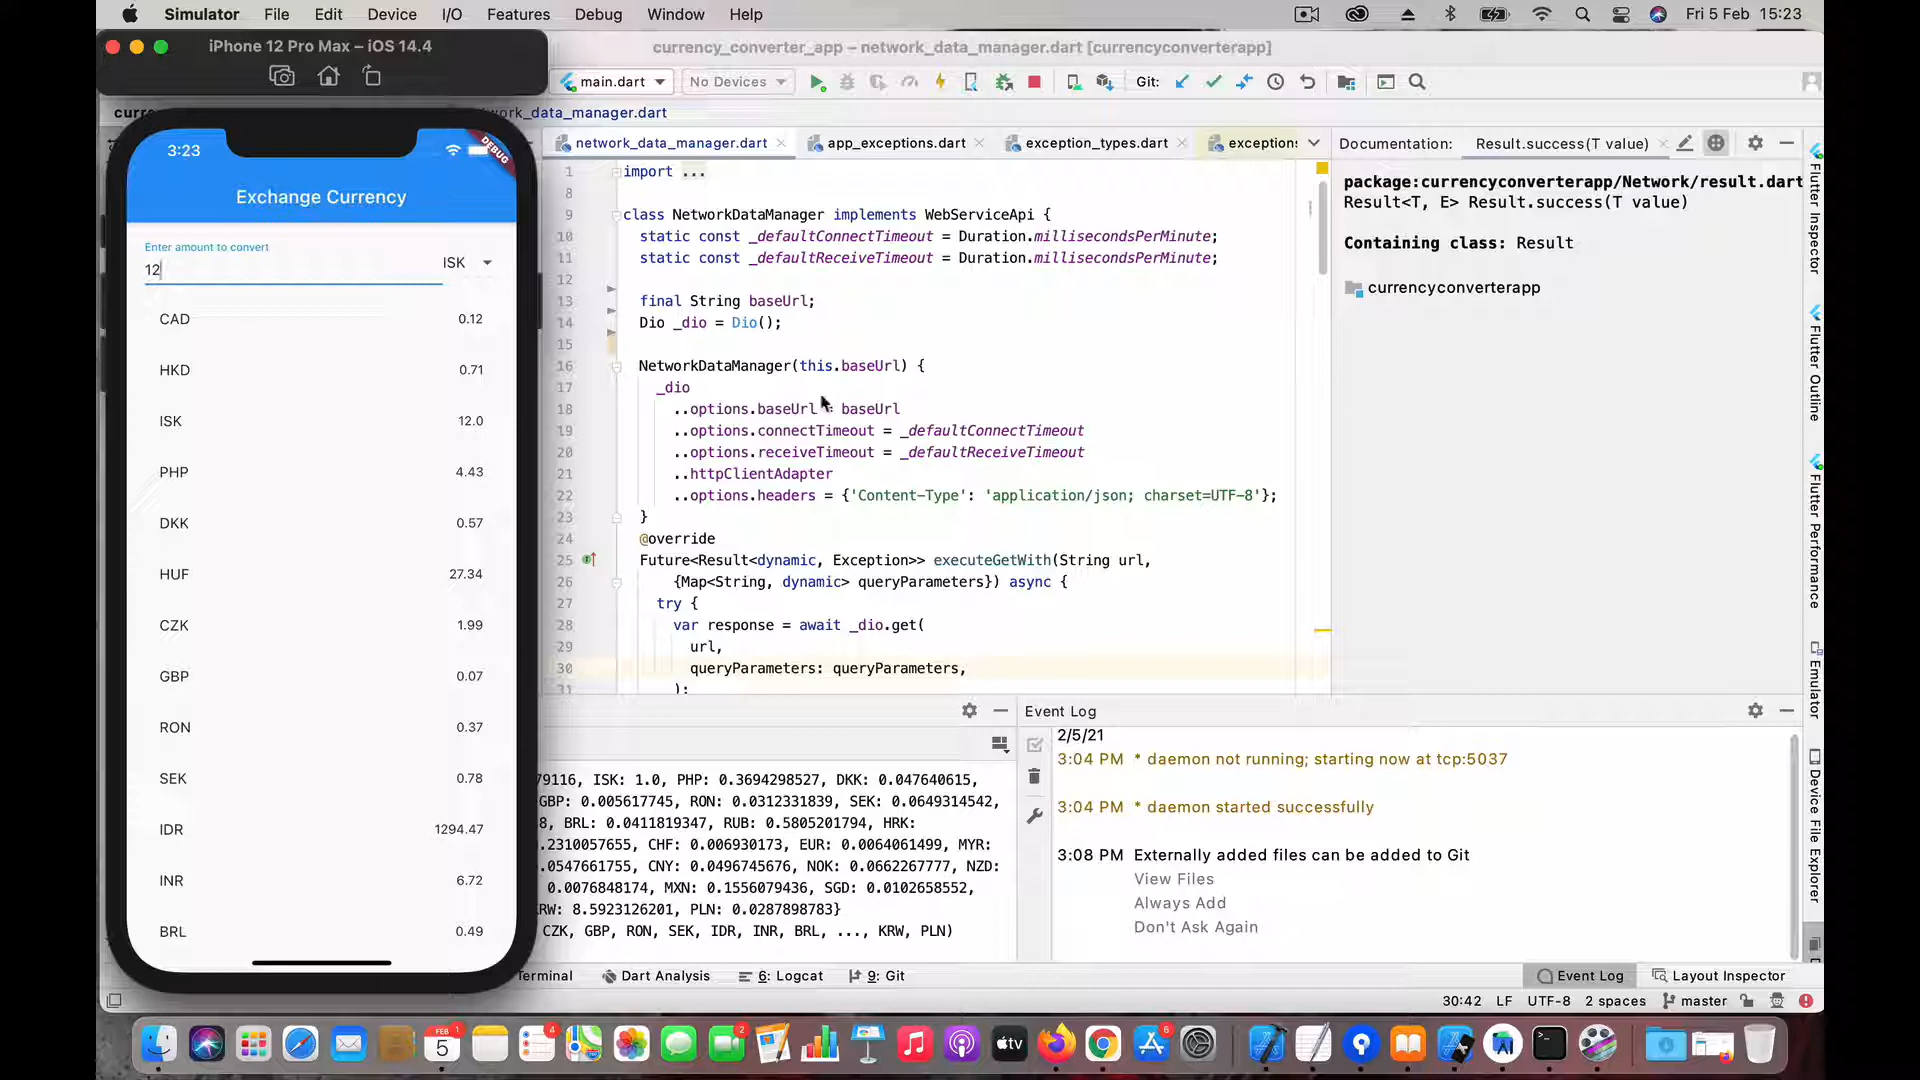 Simulator File Edit Device I/O Features Debug Window Help Fri 5 Feb 15:23
iPhone 12 Pro Max – iOS 14.4
currency_converter_app – network_data_manager.dart [currencyconverterapp]
main.dart No Devices Git:
network_data_manager.dart app_exceptions.dart exception_types.dart exceptions
Documentation: Result.success(T value)
3:23
DEBUG
Exchange Currency
Enter amount to convert
12
ISK
CAD 0.12
HKD 0.71
ISK 12.0
PHP 4.43
DKK 0.57
HUF 27.34
CZK 1.99
GBP 0.07
RON 0.37
SEK 0.78
IDR 1294.47
INR 6.72
BRL 0.49
1 import ...
8
9 class NetworkDataManager implements WebServiceApi {
10 static const _defaultConnectTimeout = Duration.millisecondsPerMinute;
11 static const _defaultReceiveTimeout = Duration.millisecondsPerMinute;
12
13 final String baseUrl;
14 Dio _dio = Dio();
15
16 NetworkDataManager(this.baseUrl) {
17 _dio
18 ..options.baseUrl = baseUrl
19 ..options.connectTimeout = _defaultConnectTimeout
20 ..options.receiveTimeout = _defaultReceiveTimeout
21 ..httpClientAdapter
22 ..options.headers = {'Content-Type': 'application/json; charset=UTF-8'};
23 }
24 @override
25 Future<Result<dynamic, Exception>> executeGetWith(String url,
26 {Map<String, dynamic> queryParameters}) async {
27 try {
28 var response = await _dio.get(
29 url,
30 queryParameters: queryParameters,
31 );
package:currencyconverterapp/Network/result.dart
Result<T, E> Result.success(T value)
Containing class: Result
currencyconverterapp
Flutter Inspector
Flutter Outline
Flutter Performance
Emulator
Device File Explorer
79116, ISK: 1.0, PHP: 0.3694298527, DKK: 0.047640615,
GBP: 0.005617745, RON: 0.0312331839, SEK: 0.0649314542,
8, BRL: 0.0411819347, RUB: 0.5805201794, HRK:
.2310057655, CHF: 0.006930173, EUR: 0.0064061499, MYR:
.0547661755, CNY: 0.0496745676, NOK: 0.0662267777, NZD:
0.0076848174, MXN: 0.1556079436, SGD: 0.0102658552,
KRW: 8.5923126201, PLN: 0.0287898783}
CZK, GBP, RON, SEK, IDR, INR, BRL, ..., KRW, PLN)
Event Log
2/5/21
3:04 PM * daemon not running; starting now at tcp:5037
3:04 PM * daemon started successfully
3:08 PM Externally added files can be added to Git
View Files
Always Add
Don't Ask Again
Terminal Dart Analysis 6: Logcat 9: Git Event Log Layout Inspector
30:42 LF UTF-8 2 spaces master
FEB 1
5
4
2
tv
6